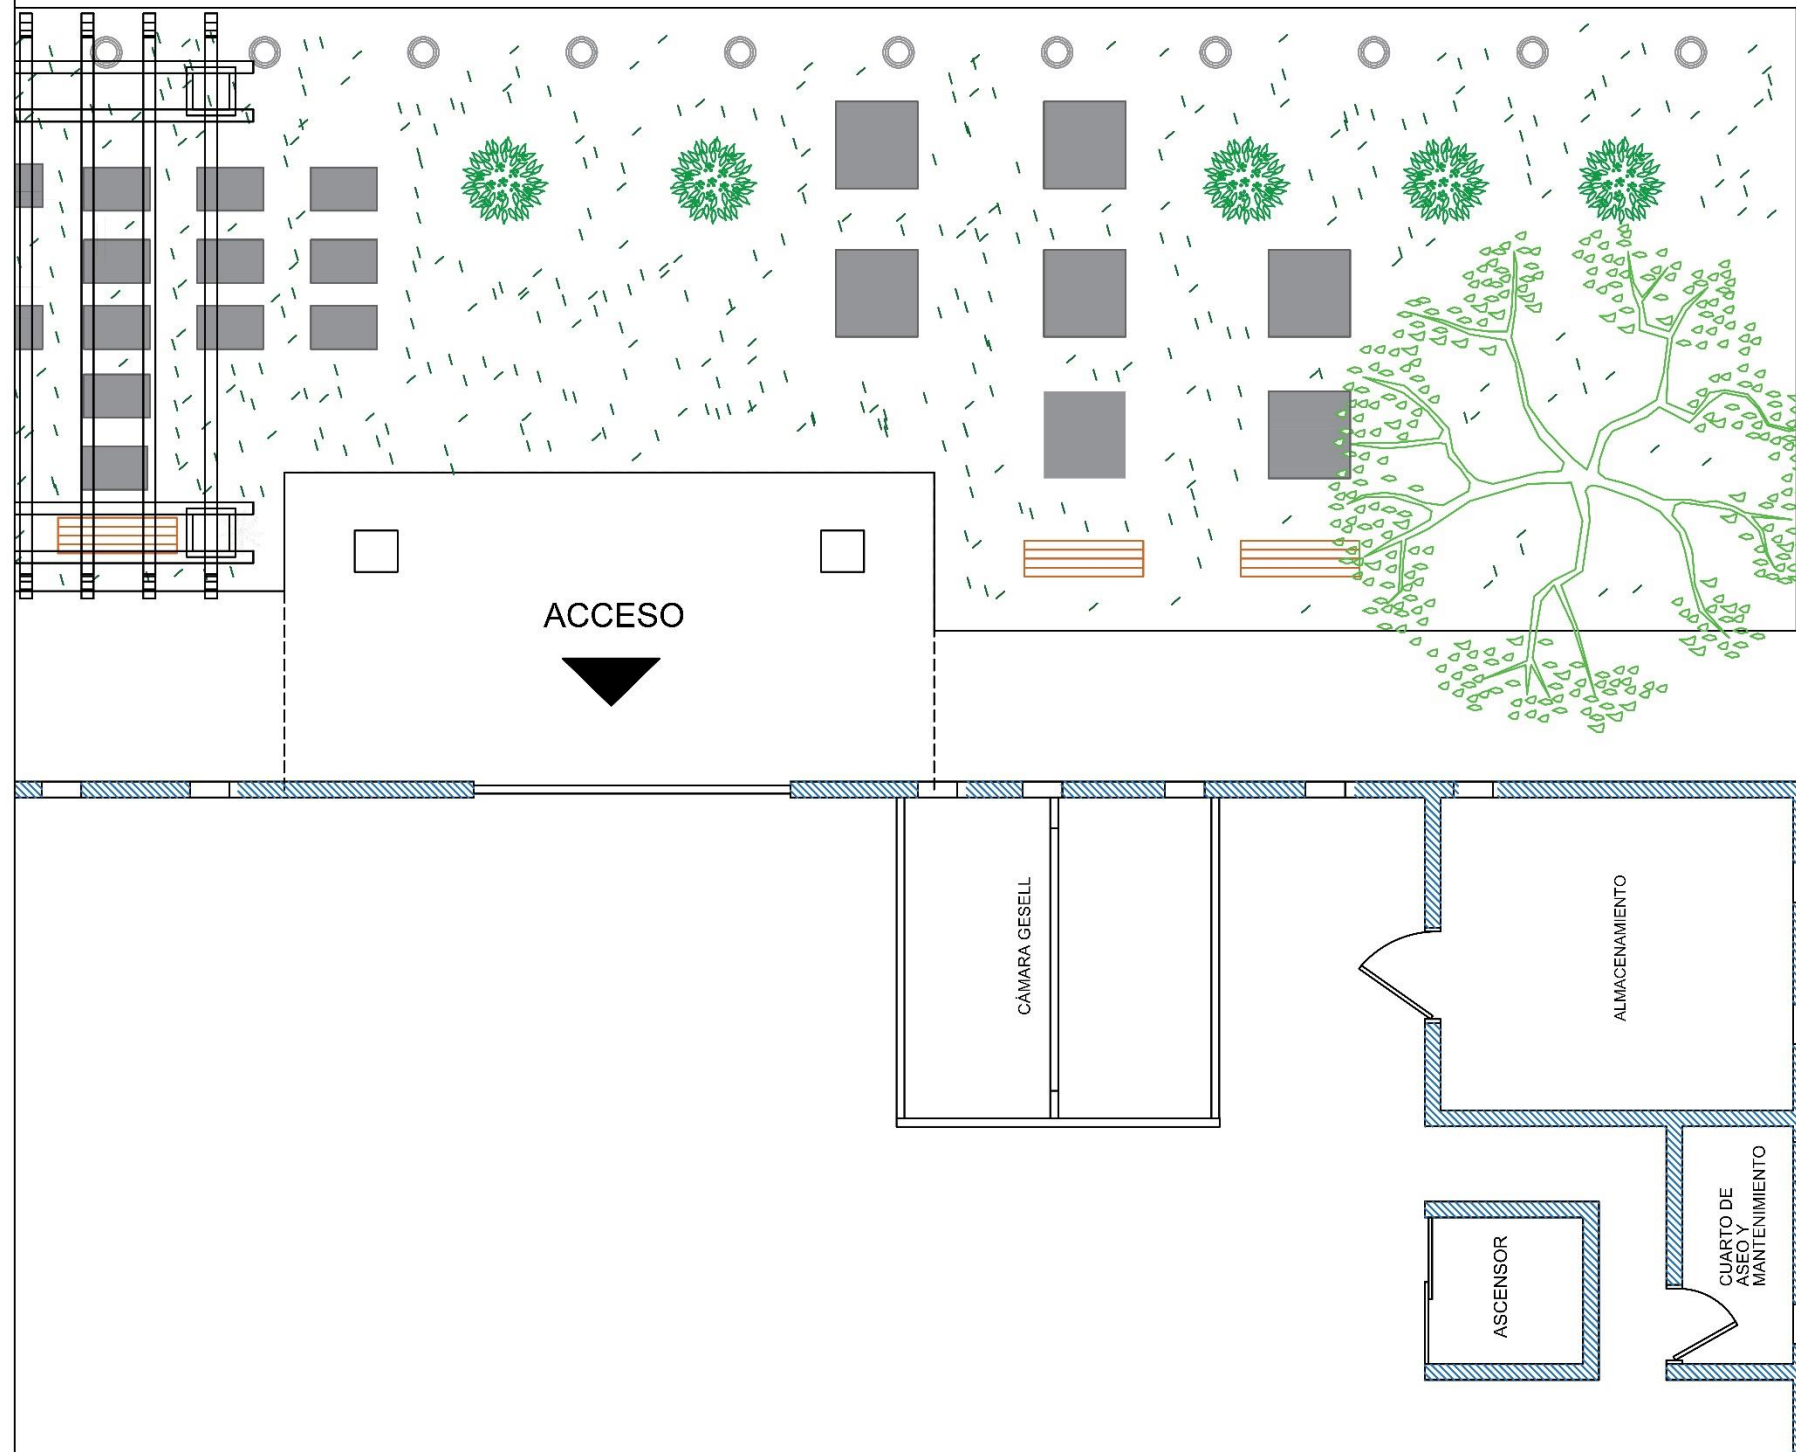 ACCESO
CÁMARA GESELL
ALMACENAMIENTO
CUARTO DE
ASEO Y
MANTENIMIENTO
ASCENSOR